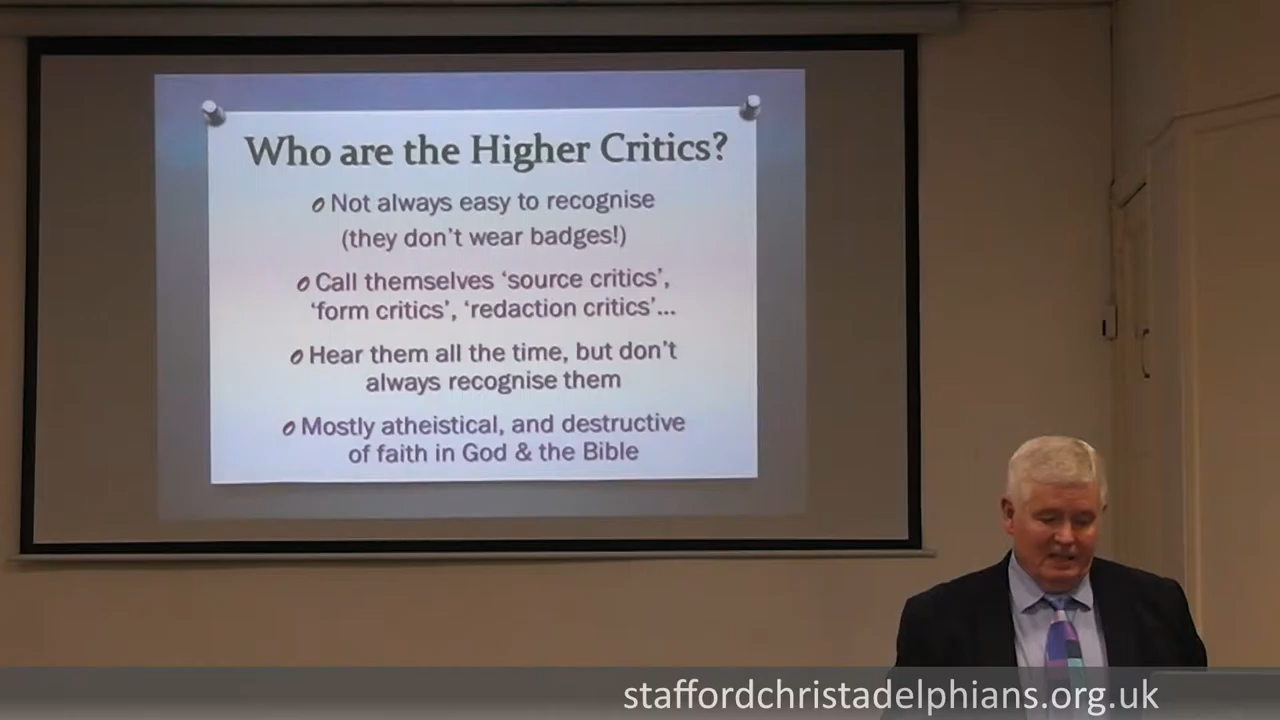 Who are the Higher Critics?
Not always easy to recognise
(they don't wear badges!)
Call themselves ‘source critics’,
‘form critics’, ‘redaction critics’...
Hear them all the time, but don't
always recognise them
Mostly atheistical, and destructive
of faith in God & the Bible
staffordchristadelphians.org.uk